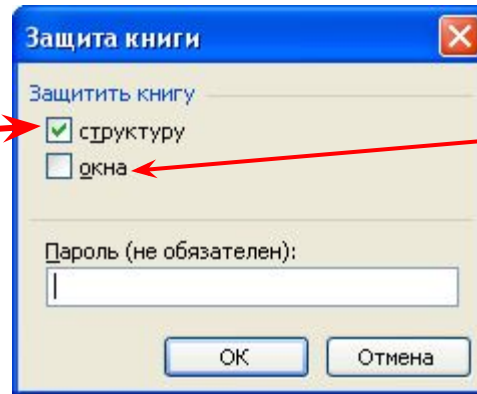 Защита книги
Защитить книгу
структуру
окна
Пароль (не обязателен):
ОК
Отмена